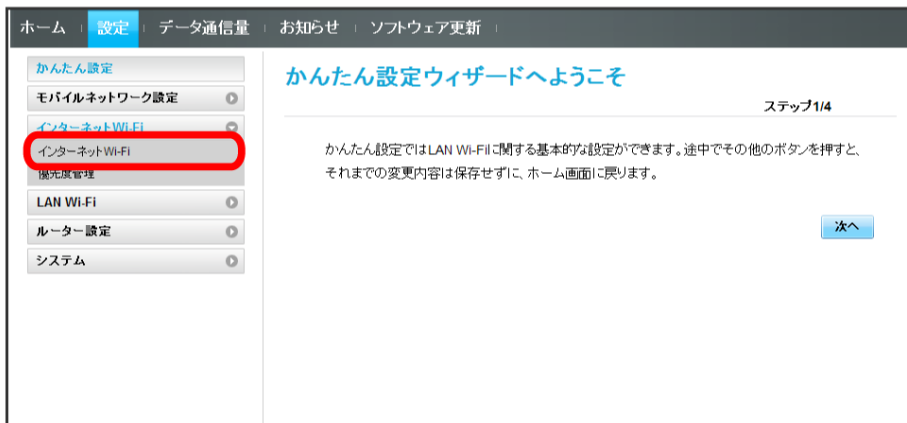 ホーム 設定 データ通信量 お知らせ ソフトウェア更新
かんたん設定
モバイルネットワーク設定
インターネットWi-Fi
インターネットWi-Fi
優先度管理
LAN Wi-Fi
ルーター設定
システム
かんたん設定ウィザードへようこそ
ステップ1/4
かんたん設定ではLAN Wi-Fiに関する基本的な設定ができます。途中でその他のボタンを押すと、
それまでの変更内容は保存せずに、ホーム画面に戻ります。
次へ